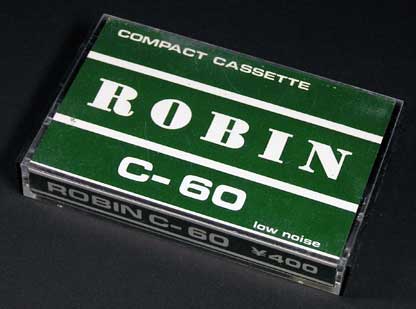 COMPACT CASSETTE
ROBIN
C-60
low noise
ROBIN C-60 ¥400